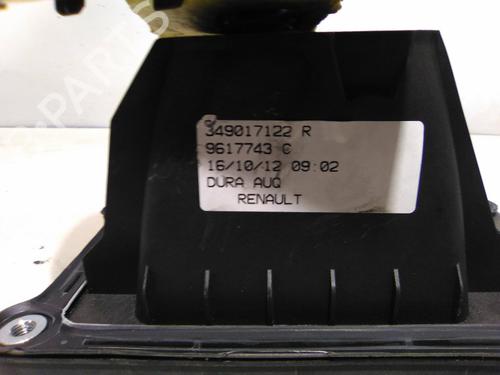 349017122 R
9617743 C
16/10/12 09:02
DURA AUQ
RENAULT